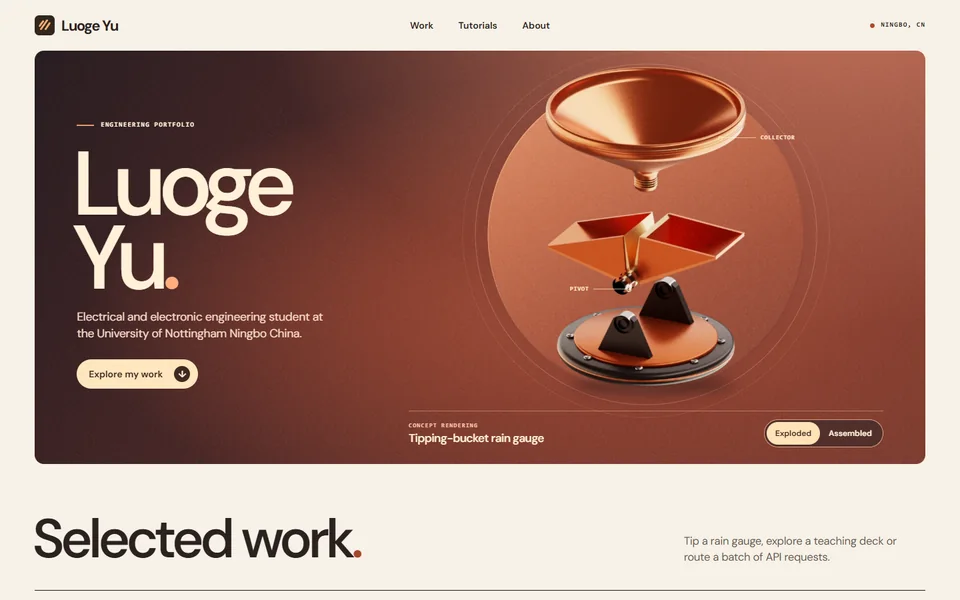 Luoge Yu
Work
Tutorials
About
NINGBO, CN
ENGINEERING PORTFOLIO
Luoge
Yu.
Electrical and electronic engineering student at
the University of Nottingham Ningbo China.
Explore my work
COLLECTOR
PIVOT
CONCEPT RENDERING
Tipping-bucket rain gauge
Exploded
Assembled
Selected work.
Tip a rain gauge, explore a teaching deck or
route a batch of API requests.